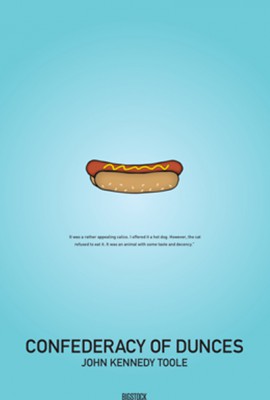 It was a rather appealing calico. I offered it a hot dog. However, the cat
refused to eat it. It was an animal with some taste and decency."
CONFEDERACY OF DUNCES
JOHN KENNEDY TOOLE
BIGSTOCK